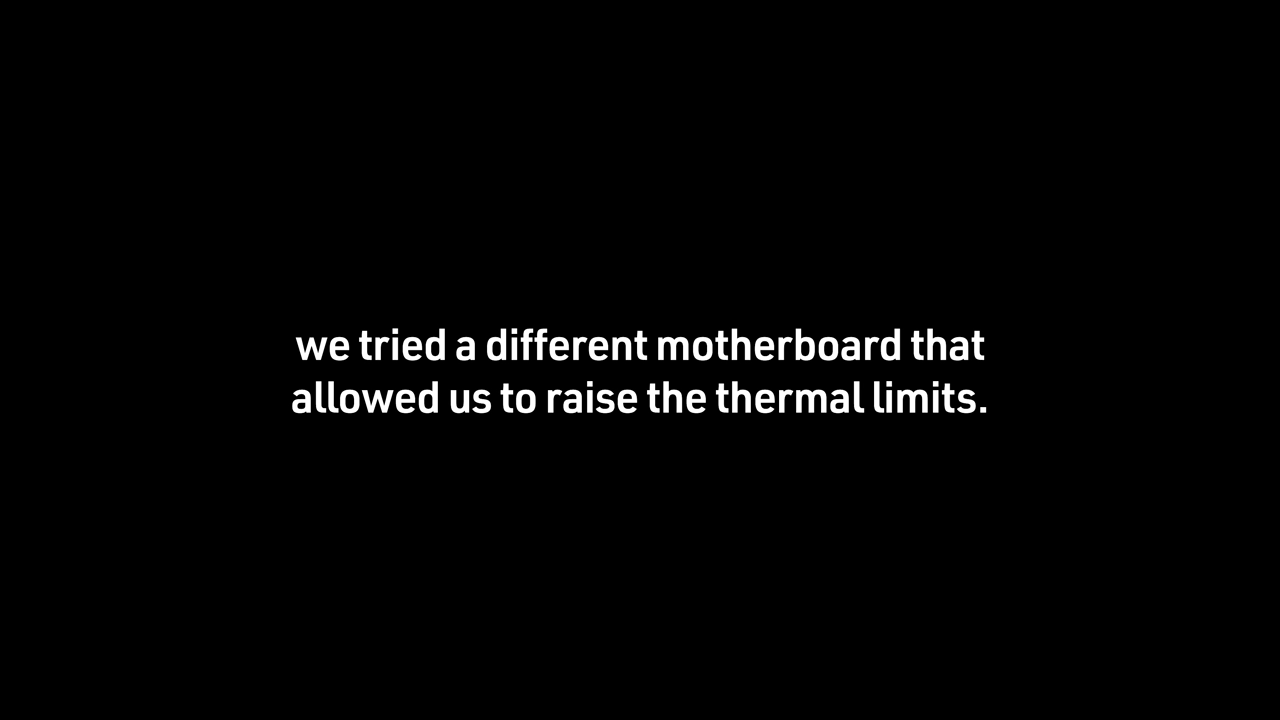 we tried a different motherboard that
allowed us to raise the thermal limits.